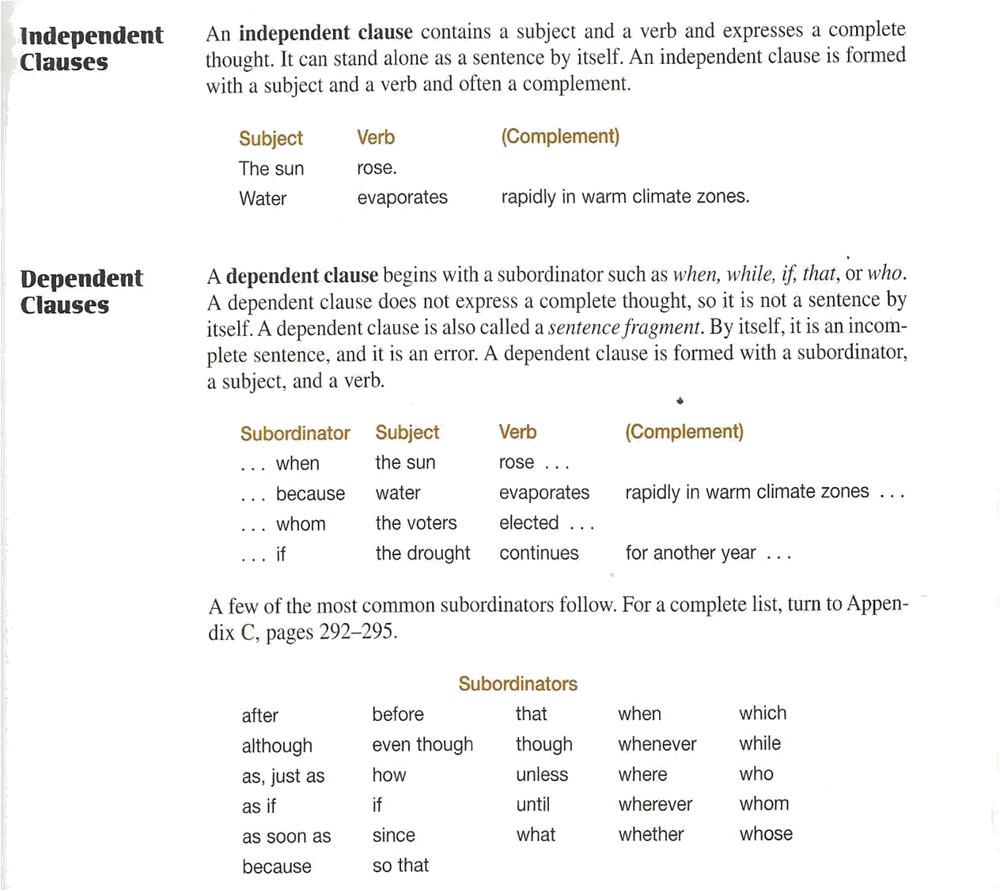 Independent
Clauses
An independent clause contains a subject and a verb and expresses a complete
thought. It can stand alone as a sentence by itself. An independent clause is formed
with a subject and a verb and often a complement.
Subject Verb (Complement)
The sun rose.
Water evaporates rapidly in warm climate zones.
Dependent
Clauses
A dependent clause begins with a subordinator such as when, while, if, that, or who.
A dependent clause does not express a complete thought, so it is not a sentence by
itself. A dependent clause is also called a sentence fragment. By itself, it is an incom-
plete sentence, and it is an error. A dependent clause is formed with a subordinator,
a subject, and a verb.
Subordinator Subject Verb (Complement)
... when the sun rose ...
... because water evaporates rapidly in warm climate zones ...
... whom the voters elected ...
... if the drought continues for another year ...
A few of the most common subordinators follow. For a complete list, turn to Appen-
dix C, pages 292–295.
Subordinators
after before that when which
although even though though whenever while
as, just as how unless where who
as if if until wherever whom
as soon as since what whether whose
because so that